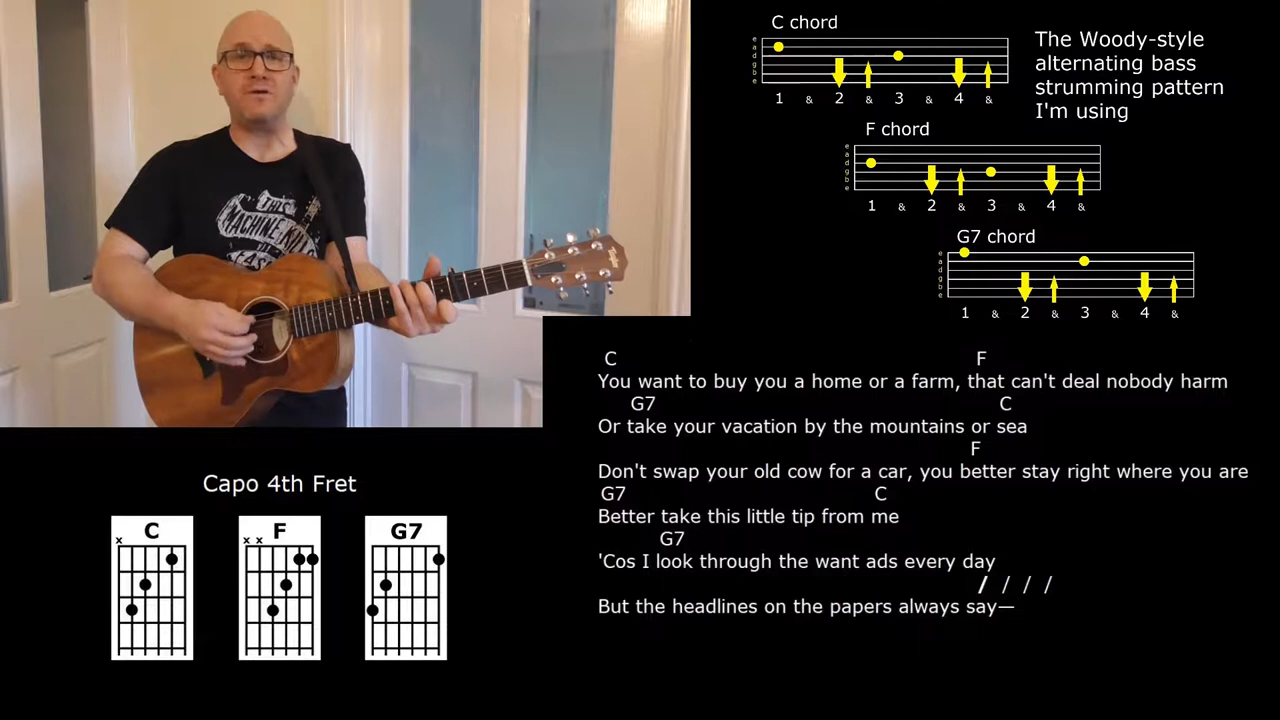 C chord
e
a
d
g
b
e
1 & 2 & 3 & 4 &
The Woody-style
alternating bass
strumming pattern
I'm using
F chord
e
a
d
g
b
e
1 & 2 & 3 & 4 &
G7 chord
e
a
d
g
b
e
1 & 2 & 3 & 4 &
THIS
MACHINE KILLS
C F
You want to buy you a home or a farm, that can't deal nobody harm
G7 C
Or take your vacation by the mountains or sea
F
Don't swap your old cow for a car, you better stay right where you are
G7 C
Better take this little tip from me
G7
'Cos I look through the want ads every day
/ / / /
But the headlines on the papers always say—
Capo 4th Fret
C F G7
x x x